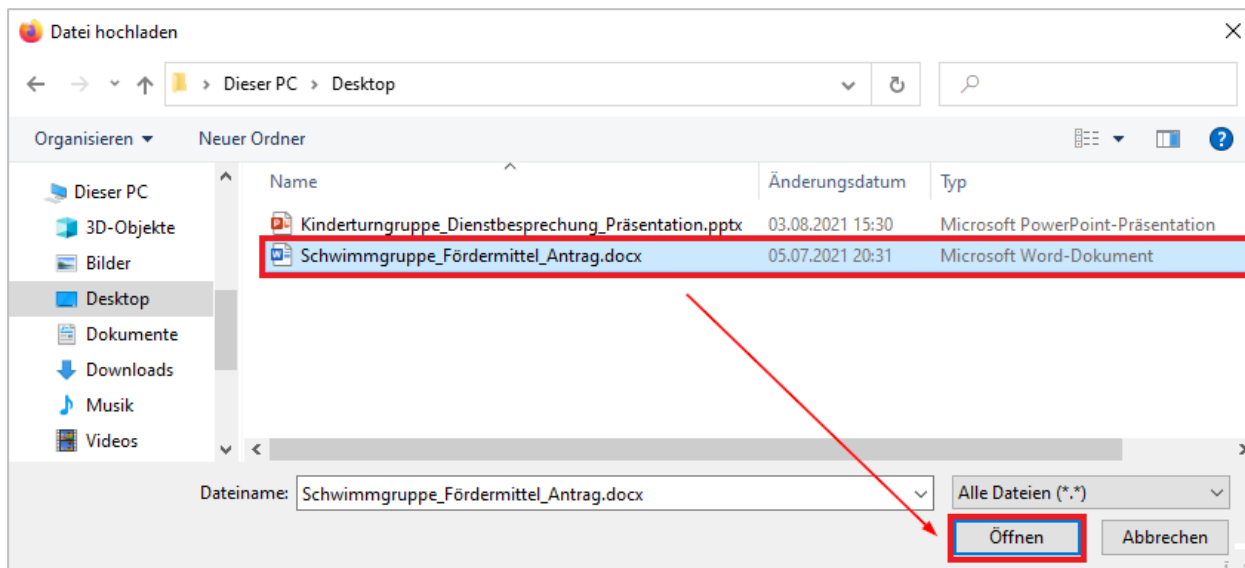 Datei hochladen
Dieser PC > Desktop
Organisieren Neuer Ordner
Name Änderungsdatum Typ
Dieser PC
3D-Objekte
Bilder
Desktop
Dokumente
Downloads
Musik
Videos
Kinderturngruppe_Dienstbesprechung_Präsentation.pptx 03.08.2021 15:30 Microsoft PowerPoint-Präsentation
Schwimmgruppe_Fördermittel_Antrag.docx 05.07.2021 20:31 Microsoft Word-Dokument
Dateiname: Schwimmgruppe_Fördermittel_Antrag.docx Alle Dateien (*.*)
Öffnen Abbrechen